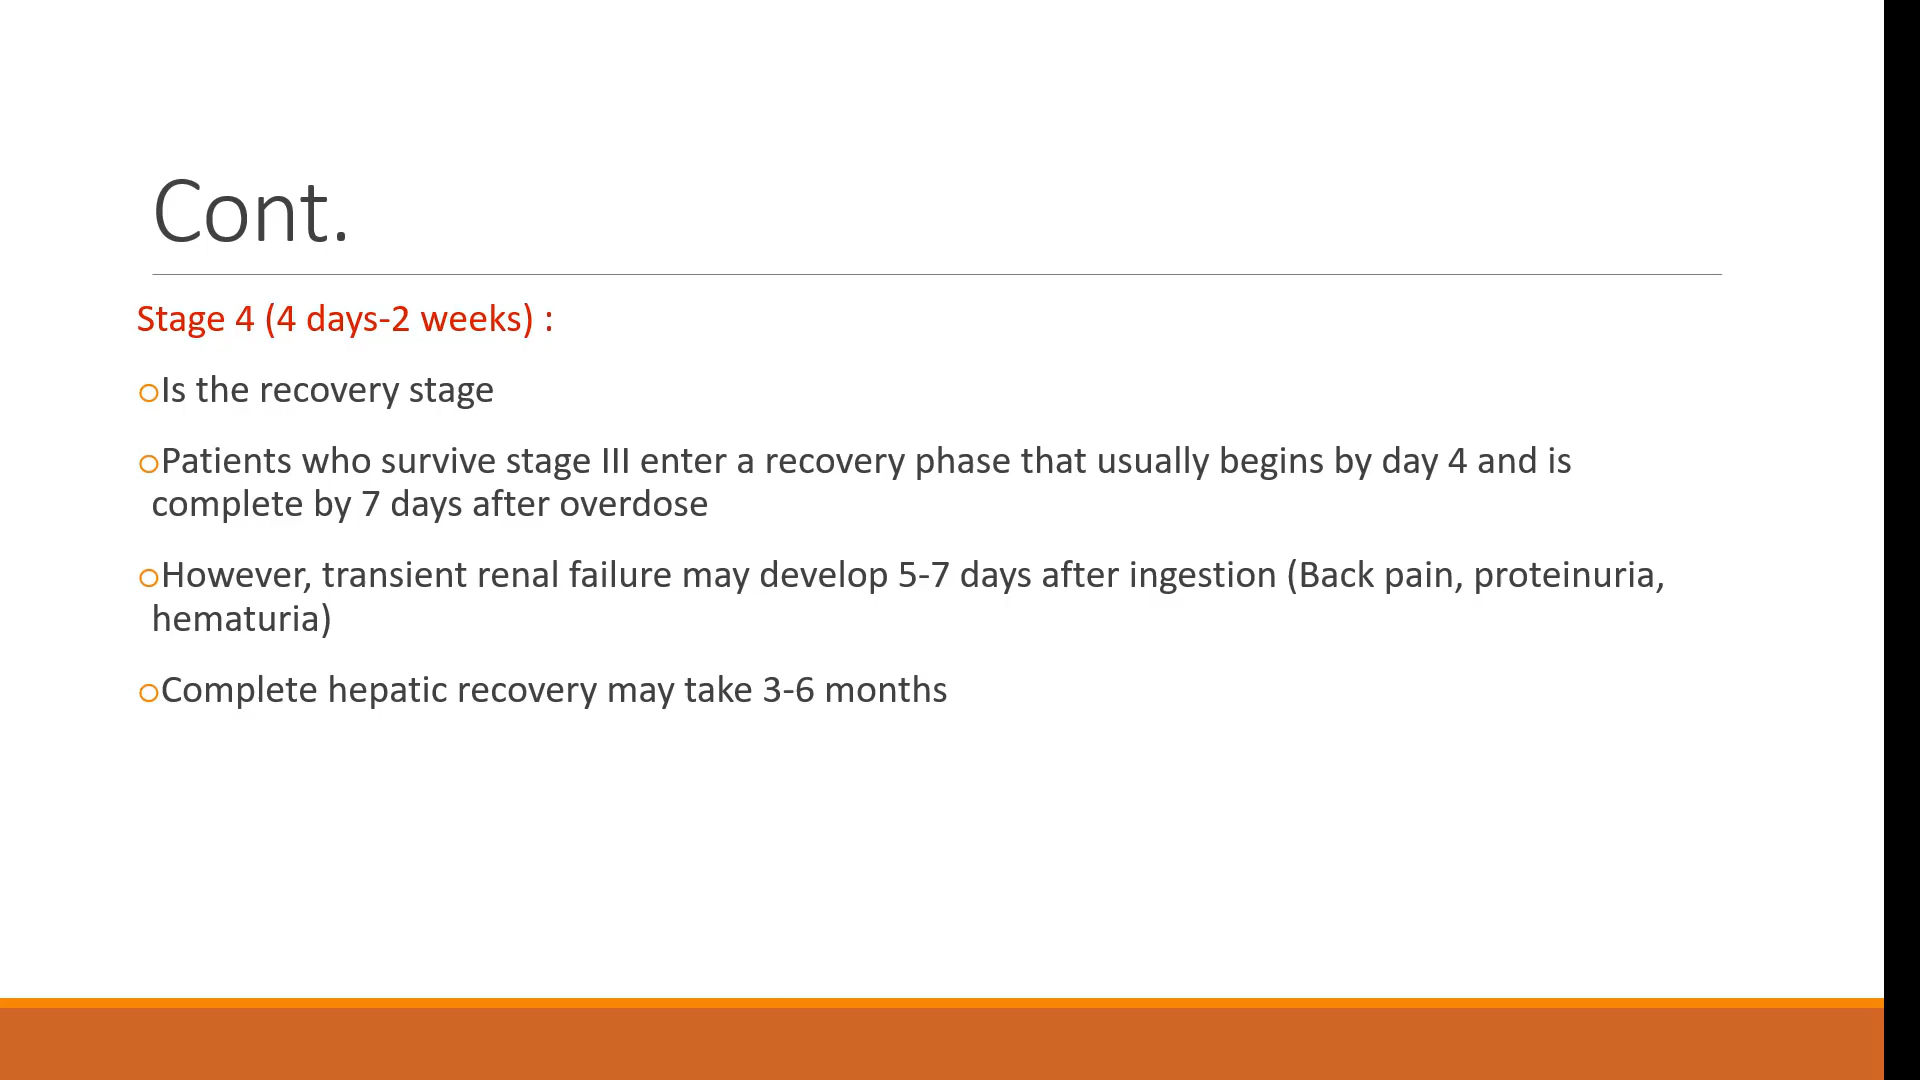 Cont.
Stage 4 (4 days-2 weeks) :
oIs the recovery stage
oPatients who survive stage III enter a recovery phase that usually begins by day 4 and is
complete by 7 days after overdose
oHowever, transient renal failure may develop 5-7 days after ingestion (Back pain, proteinuria,
hematuria)
oComplete hepatic recovery may take 3-6 months